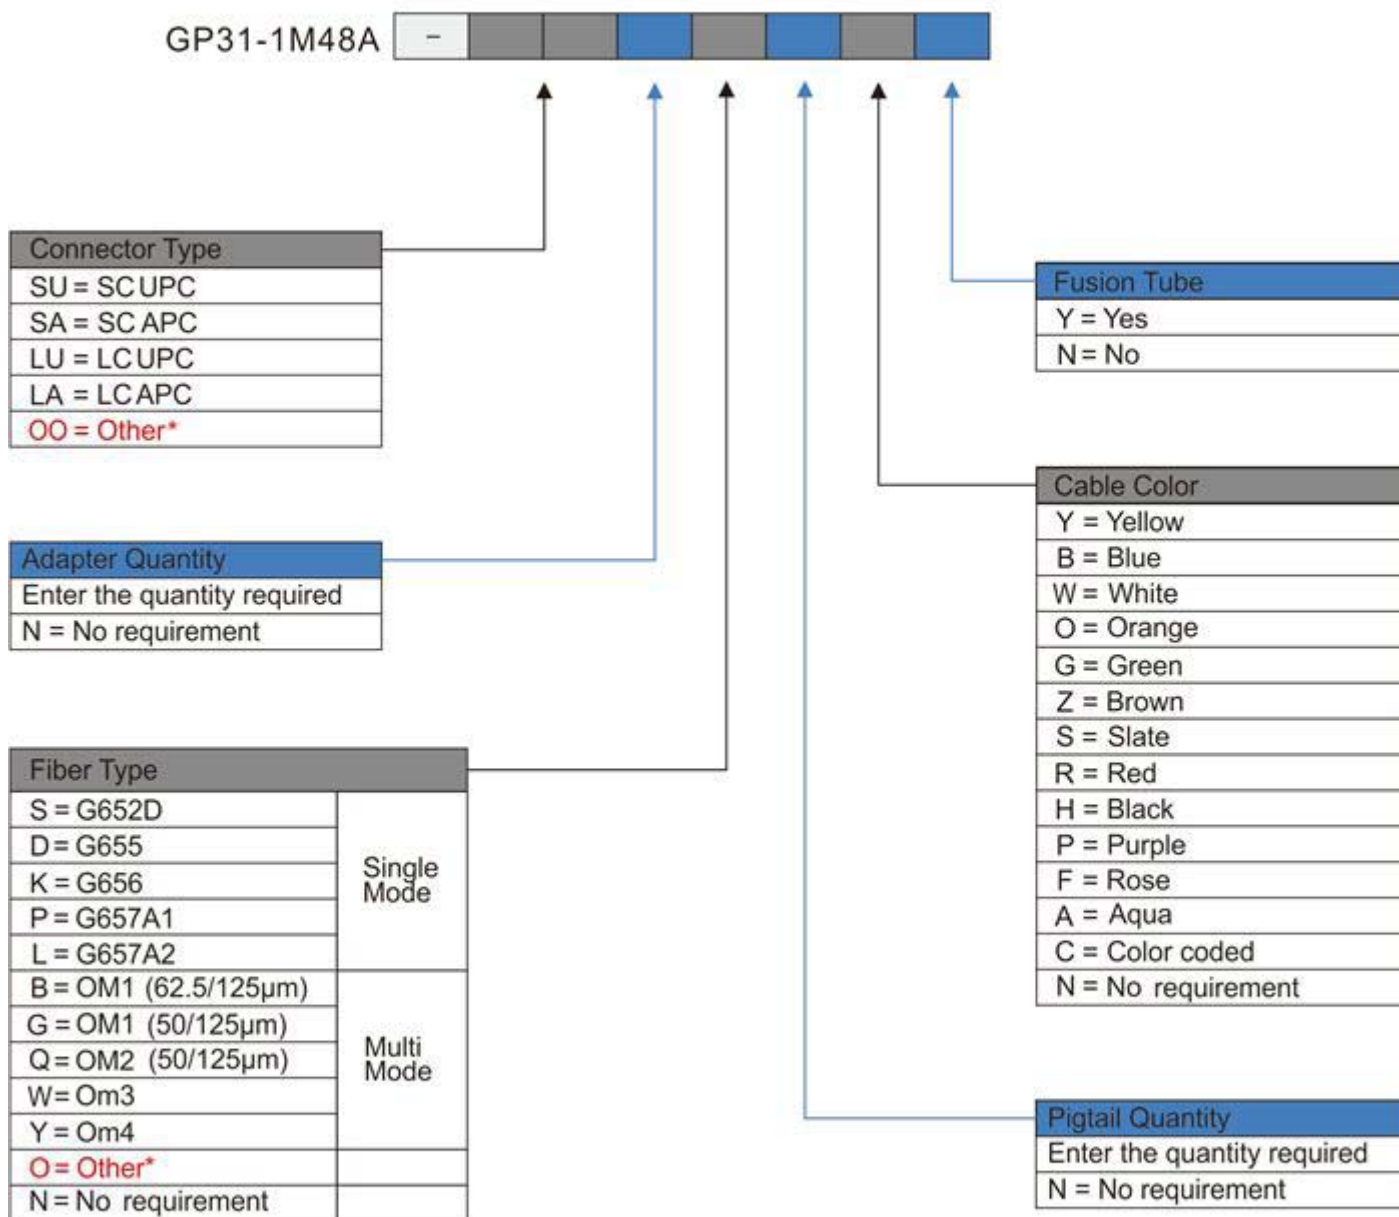 GP31-1M48A -
Connector Type
SU = SC UPC
SA = SC APC
LU = LC UPC
LA = LC APC
OO = Other*
Adapter Quantity
Enter the quantity required
N = No requirement
Fiber Type
S = G652D
D = G655
K = G656
P = G657A1
L = G657A2
Single
Mode
B = OM1 (62.5/125µm)
G = OM1 (50/125µm)
Q = OM2 (50/125µm)
W = Om3
Y = Om4
Multi
Mode
O = Other*
N = No requirement
Fusion Tube
Y = Yes
N = No
Cable Color
Y = Yellow
B = Blue
W = White
O = Orange
G = Green
Z = Brown
S = Slate
R = Red
H = Black
P = Purple
F = Rose
A = Aqua
C = Color coded
N = No requirement
Pigtail Quantity
Enter the quantity required
N = No requirement